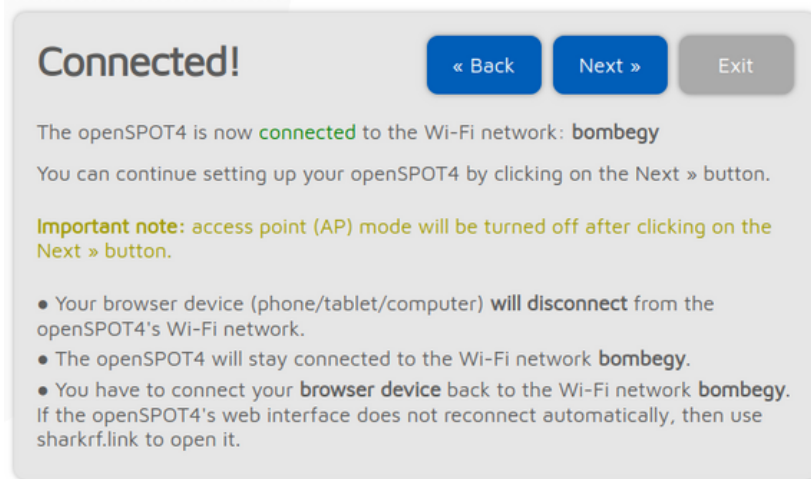 Connected!
« Back
Next »
Exit
The openSPOT4 is now connected to the Wi-Fi network: bombegy
You can continue setting up your openSPOT4 by clicking on the Next » button.
Important note: access point (AP) mode will be turned off after clicking on the
Next » button.
● Your browser device (phone/tablet/computer) will disconnect from the
openSPOT4's Wi-Fi network.
● The openSPOT4 will stay connected to the Wi-Fi network bombegy.
● You have to connect your browser device back to the Wi-Fi network bombegy.
If the openSPOT4's web interface does not reconnect automatically, then use
sharkrf.link to open it.